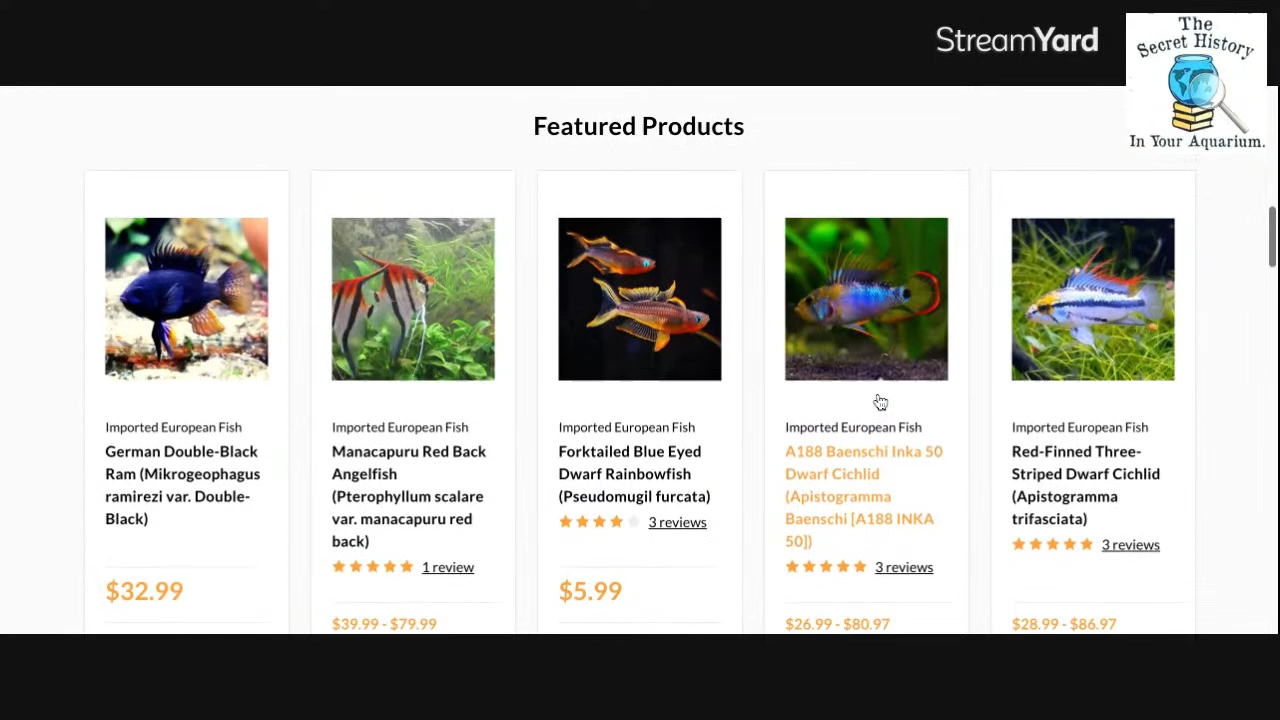 StreamYard
The
Secret History
In Your Aquarium.
Featured Products
Imported European Fish
German Double-Black
Ram (Mikrogeophagus
ramirezi var. Double-
Black)
$32.99
Imported European Fish
Manacapuru Red Back
Angelfish
(Pterophyllum scalare
var. manacapuru red
back)
1 review
$39.99 - $79.99
Imported European Fish
Forktailed Blue Eyed
Dwarf Rainbowfish
(Pseudomugil furcata)
3 reviews
$5.99
Imported European Fish
A188 Baenschi Inka 50
Dwarf Cichlid
(Apistogramma
Baenschi [A188 INKA
50])
3 reviews
$26.99 - $80.97
Imported European Fish
Red-Finned Three-
Striped Dwarf Cichlid
(Apistogramma
trifasciata)
3 reviews
$28.99 - $86.97